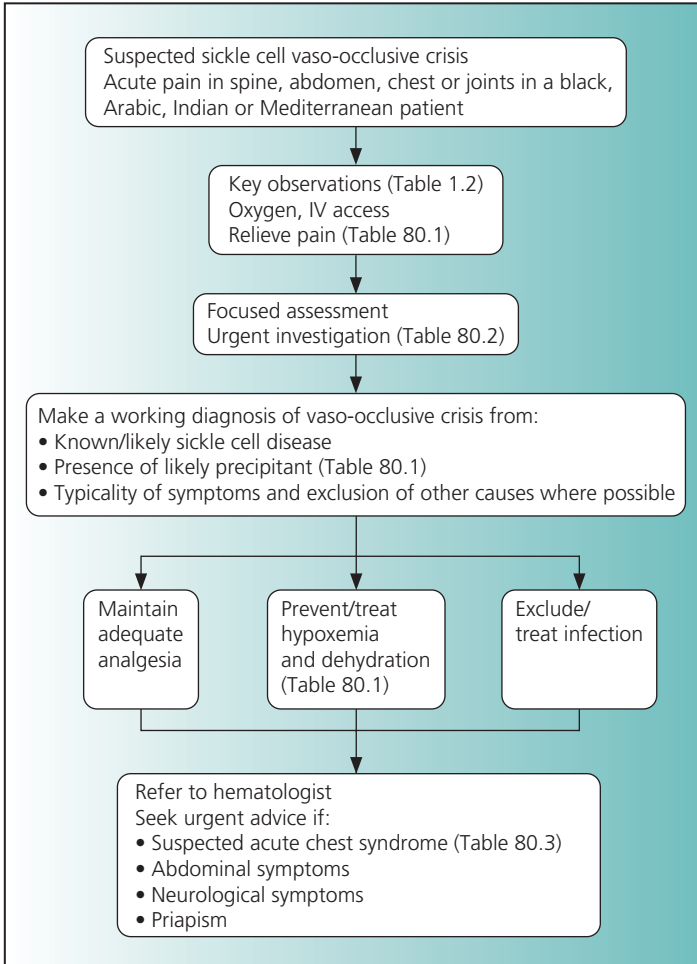 Suspected sickle cell vaso-occlusive crisis
Acute pain in spine, abdomen, chest or joints in a black,
Arabic, Indian or Mediterranean patient
Key observations (Table 1.2)
Oxygen, IV access
Relieve pain (Table 80.1)
Focused assessment
Urgent investigation (Table 80.2)
Make a working diagnosis of vaso-occlusive crisis from:
• Known/likely sickle cell disease
• Presence of likely precipitant (Table 80.1)
• Typicality of symptoms and exclusion of other causes where possible
Maintain
adequate
analgesia
Prevent/treat
hypoxemia
and dehydration
(Table 80.1)
Exclude/
treat infection
Refer to hematologist
Seek urgent advice if:
• Suspected acute chest syndrome (Table 80.3)
• Abdominal symptoms
• Neurological symptoms
• Priapism